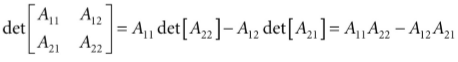 det[A₁₁ A₁₂; A₂₁ A₂₂] = A₁₁ det[A₂₂] − A₁₂ det[A₂₁] = A₁₁A₂₂ − A₁₂A₂₁